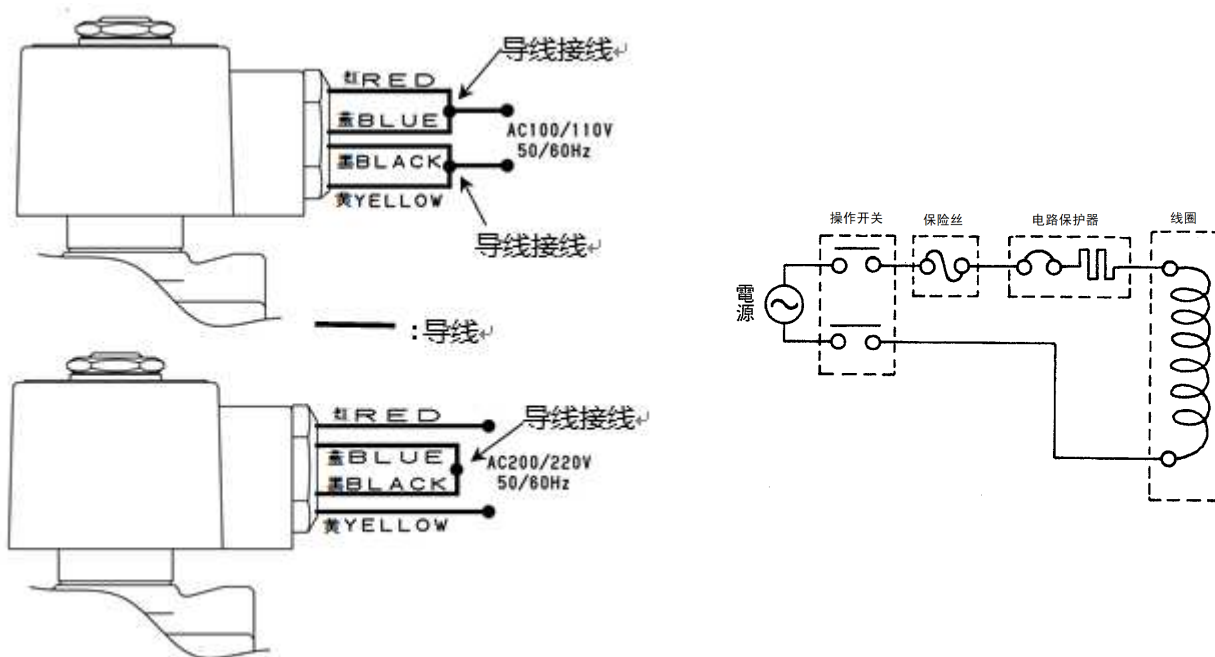 导线接线↵
红RED
蓝BLUE
AC100/110V
50/60Hz
黑BLACK
黄YELLOW
导线接线↵
:导线↵
红RED
导线接线↵
蓝BLUE
AC200/220V
50/60Hz
黑BLACK
黄YELLOW
操作开关
保险丝
电路保护器
线圈
電源